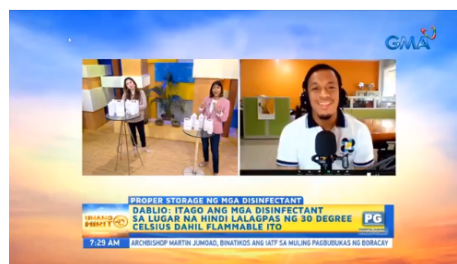 GMA
PROPER STORAGE NG MGA DISINFECTANT
DABLIO: ITAGO ANG MGA DISINFECTANT
SA LUGAR NA HINDI LALAGPAS NG 30 DEGREE
CELSIUS DAHIL FLAMMABLE ITO
UNANG
PG
7:29 AM
ARCHBISHOP MARTIN JUMOAD, BINATIKOS ANG IATF SA MULING PAGBUBUKAS NG BORACAY